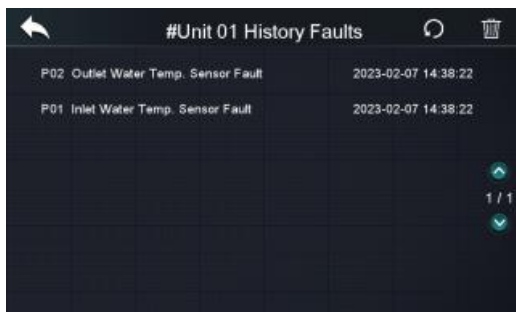 #Unit 01 History Faults
P02 Outlet Water Temp. Sensor Fault 2023-02-07 14:38:22
P01 Inlet Water Temp. Sensor Fault 2023-02-07 14:38:22
1 / 1